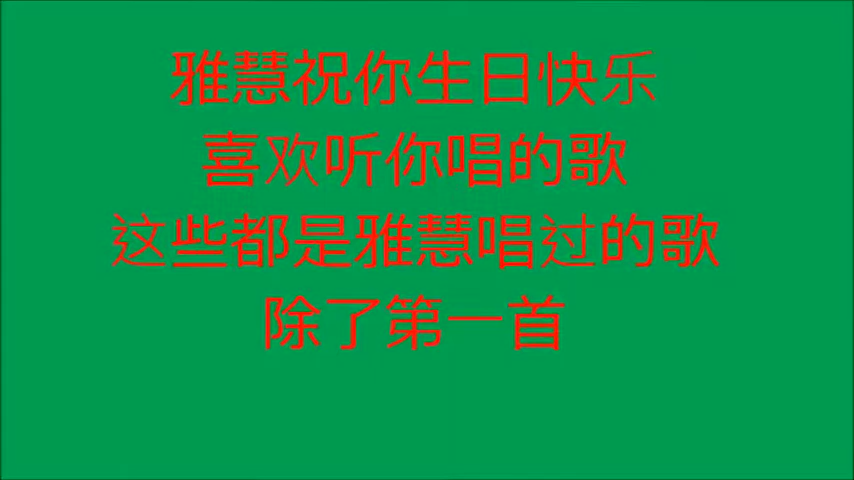 雅慧祝你生日快乐
喜欢听你唱的歌
这些都是雅慧唱过的歌
除了第一首